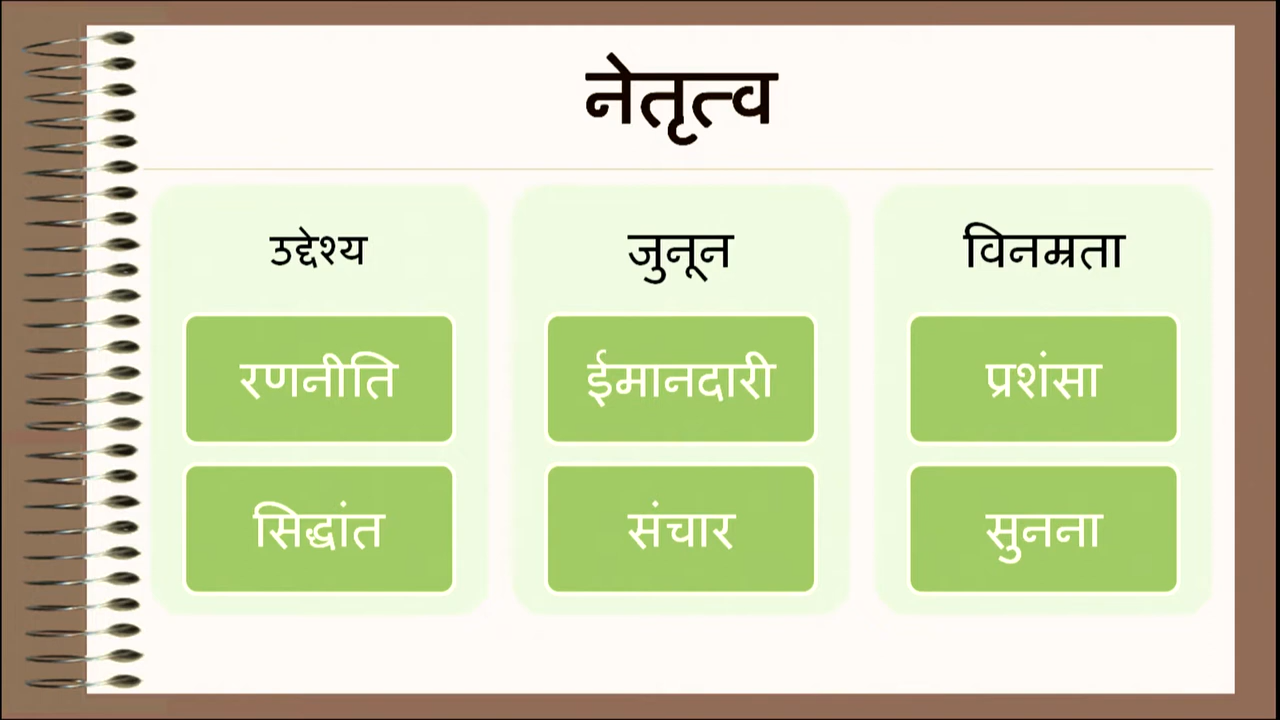 नेतृत्व
उद्देश्य
रणनीति
सिद्धांत
जुनून
ईमानदारी
संचार
विनम्रता
प्रशंसा
सुनना